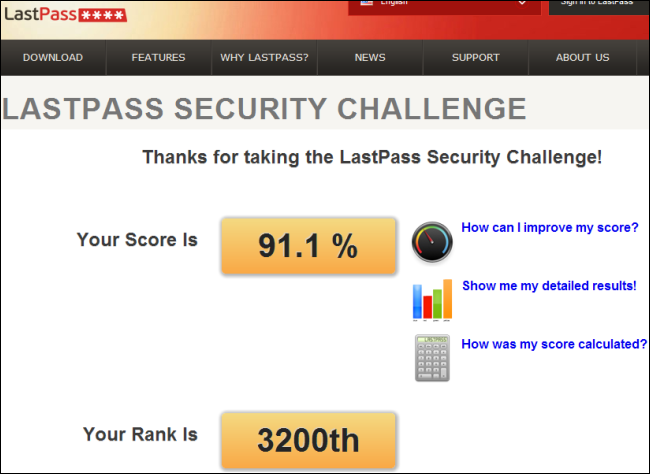 LastPass ****
English
Sign in to LastPass
DOWNLOAD
FEATURES
WHY LASTPASS?
NEWS
SUPPORT
ABOUT US
LASTPASS SECURITY CHALLENGE
Thanks for taking the LastPass Security Challenge!
Your Score Is
91.1 %
How can I improve my score?
Show me my detailed results!
LASTPASS
How was my score calculated?
Your Rank Is
3200th